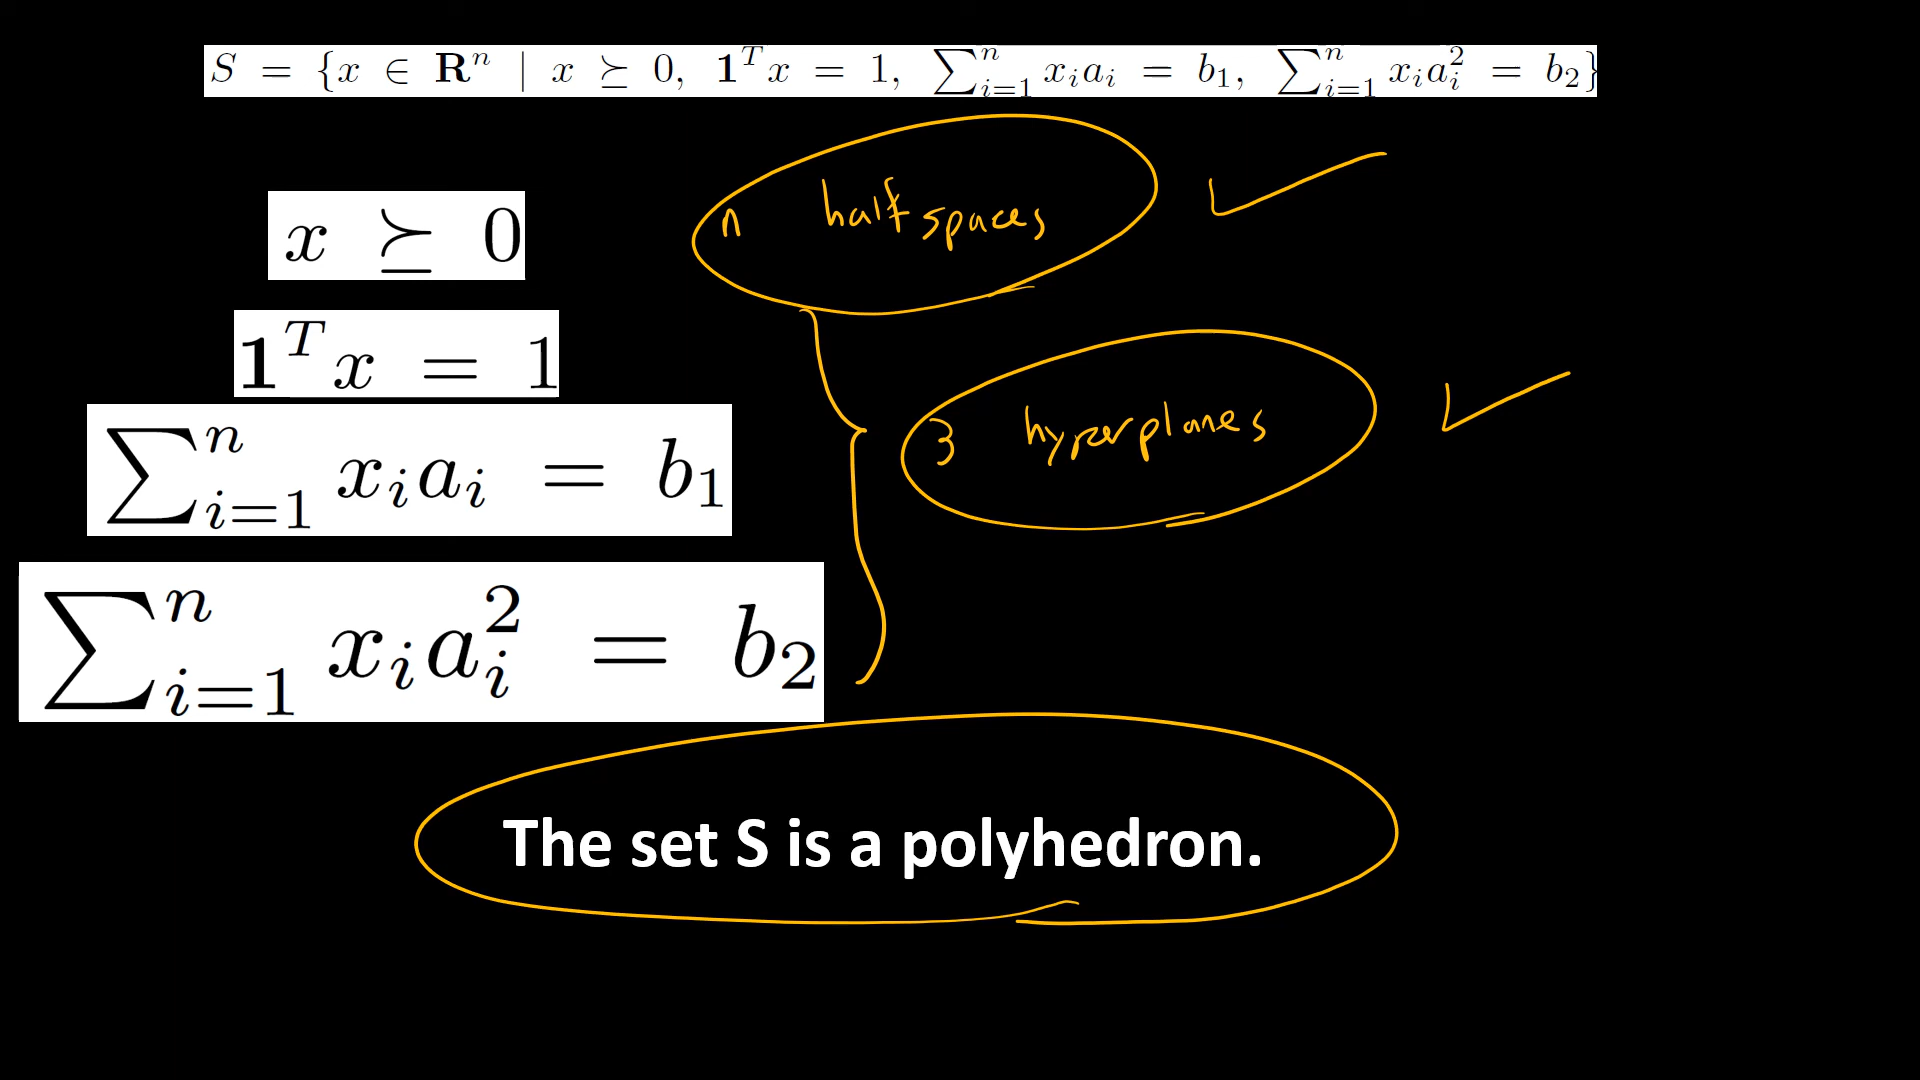 S = {x ∈ Rⁿ | x ⪰ 0, 1ᵀx = 1, ∑ⁿᵢ₌₁ xᵢaᵢ = b₁, ∑ⁿᵢ₌₁ xᵢaᵢ² = b₂}
n half spaces
x ⪰ 0
1ᵀx = 1
3 hyperplanes
∑ⁿᵢ₌₁ xᵢaᵢ = b₁
∑ⁿᵢ₌₁ xᵢaᵢ² = b₂
The set S is a polyhedron.